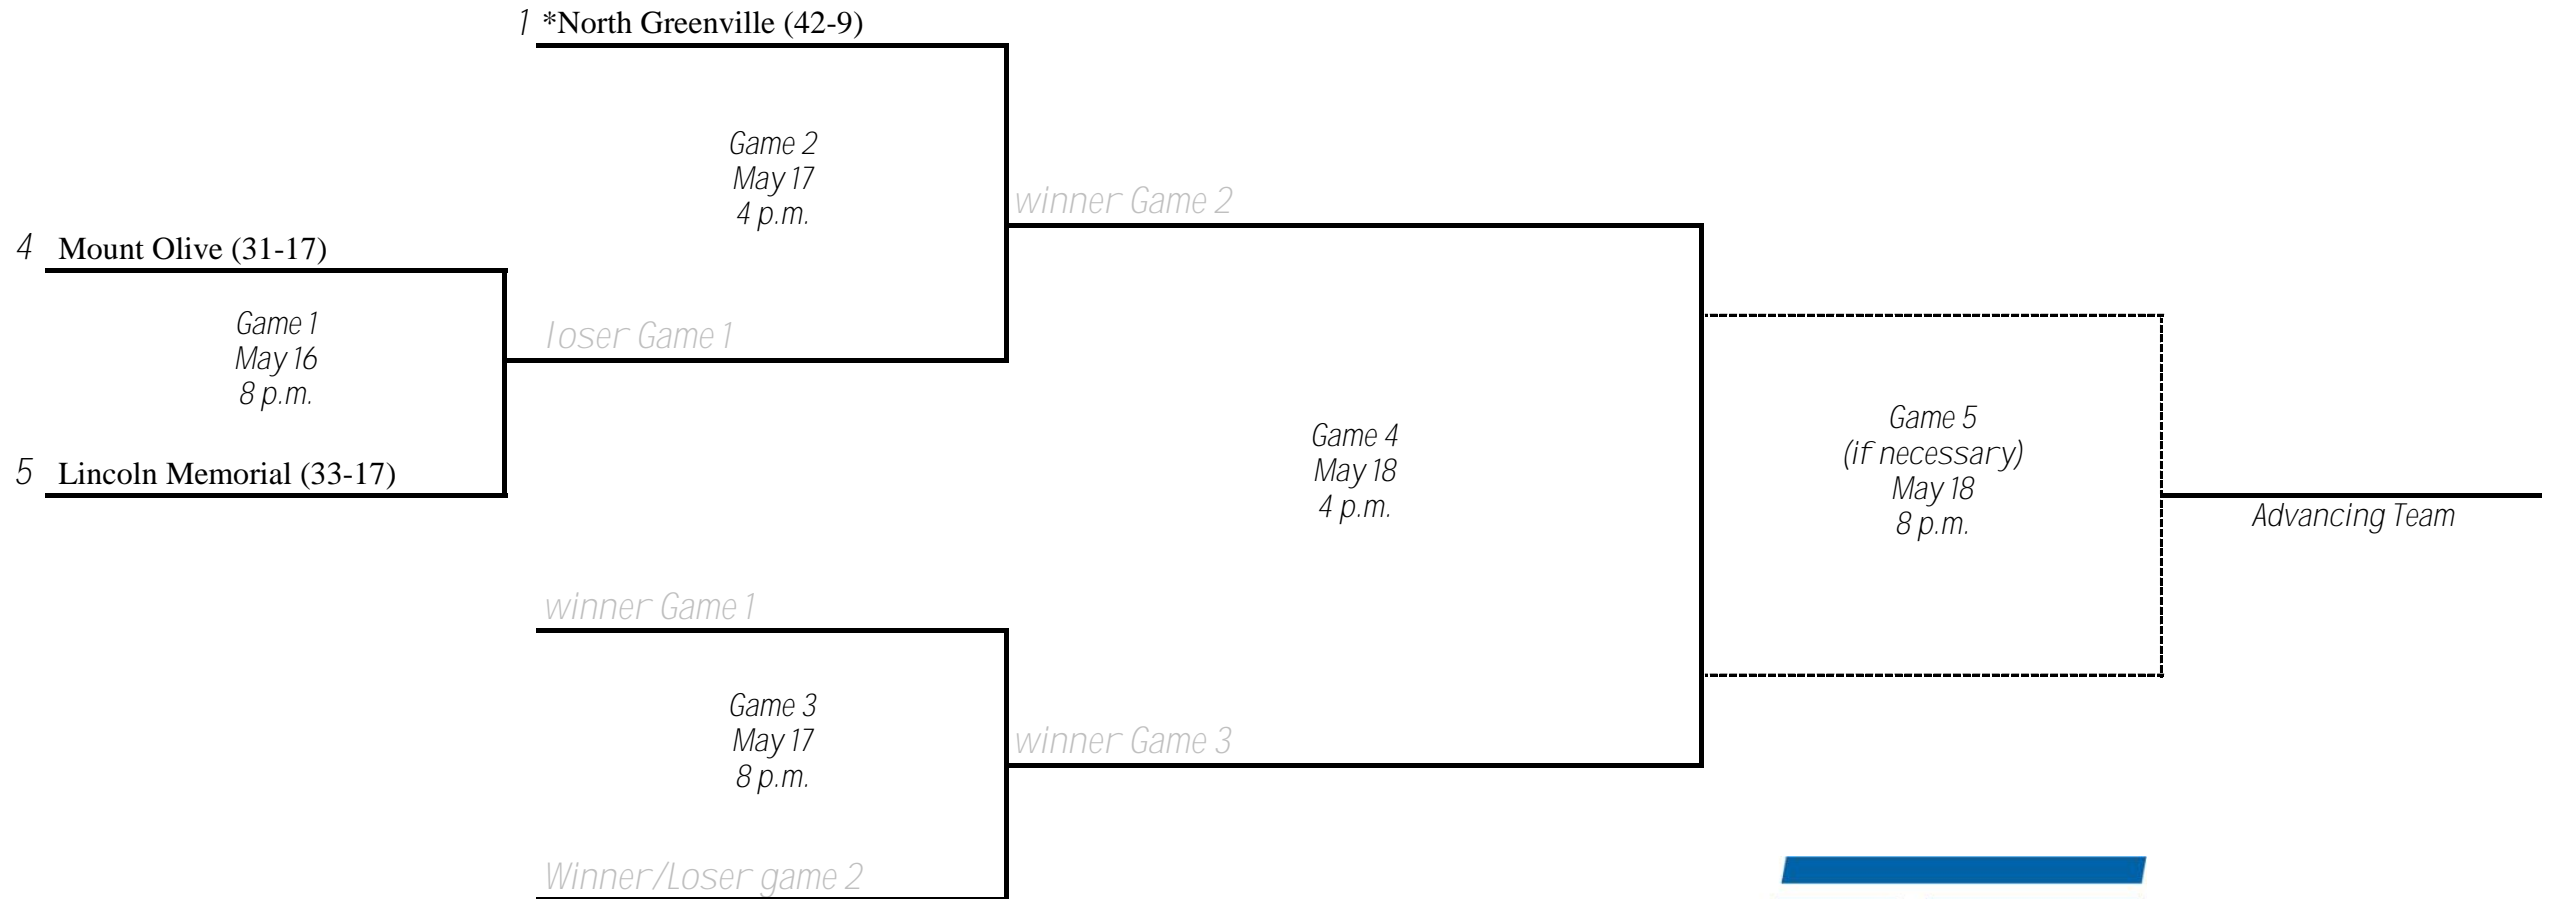 1 *North Greenville (42-9)
Game 2
May 17
4 p.m.
winner Game 2
4 Mount Olive (31-17)
Game 1
May 16
8 p.m.
loser Game 1
5 Lincoln Memorial (33-17)
Game 4
May 18
4 p.m.
Game 5
(if necessary)
May 18
8 p.m.
Advancing Team
winner Game 1
Game 3
May 17
8 p.m.
winner Game 3
Winner/Loser game 2